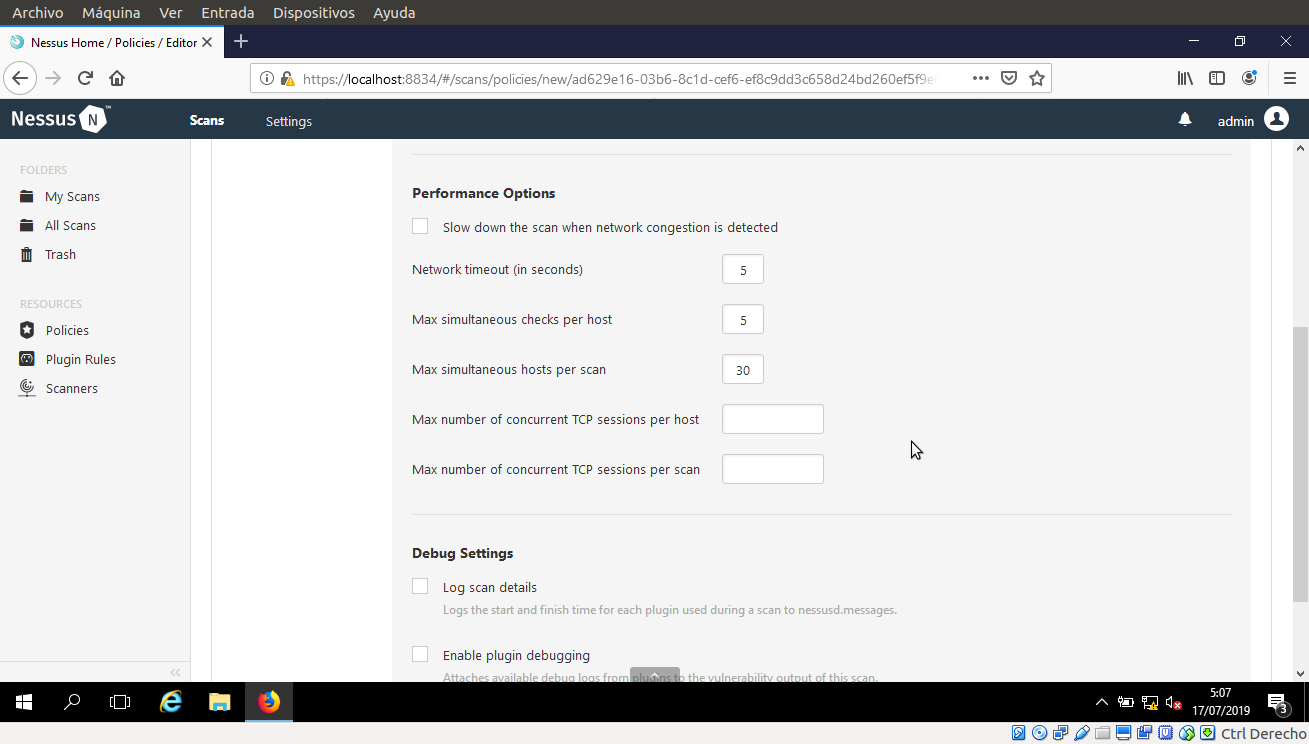 Archivo Máquina Ver Entrada Dispositivos Ayuda
Nessus Home / Policies / Editor
https://localhost:8834/#/scans/policies/new/ad629e16-03b6-8c1d-cef6-ef8c9dd3c658d24bd260ef5f9e
Nessus N ™ Scans Settings admin
FOLDERS
My Scans
All Scans
Trash
RESOURCES
Policies
Plugin Rules
Scanners
Performance Options
Slow down the scan when network congestion is detected
Network timeout (in seconds) 5
Max simultaneous checks per host 5
Max simultaneous hosts per scan 30
Max number of concurrent TCP sessions per host
Max number of concurrent TCP sessions per scan
Debug Settings
Log scan details
Logs the start and finish time for each plugin used during a scan to nessusd.messages.
Enable plugin debugging
Attaches available debug logs from plugins to the vulnerability output of this scan.
5:07
17/07/2019
3
Ctrl Derecho